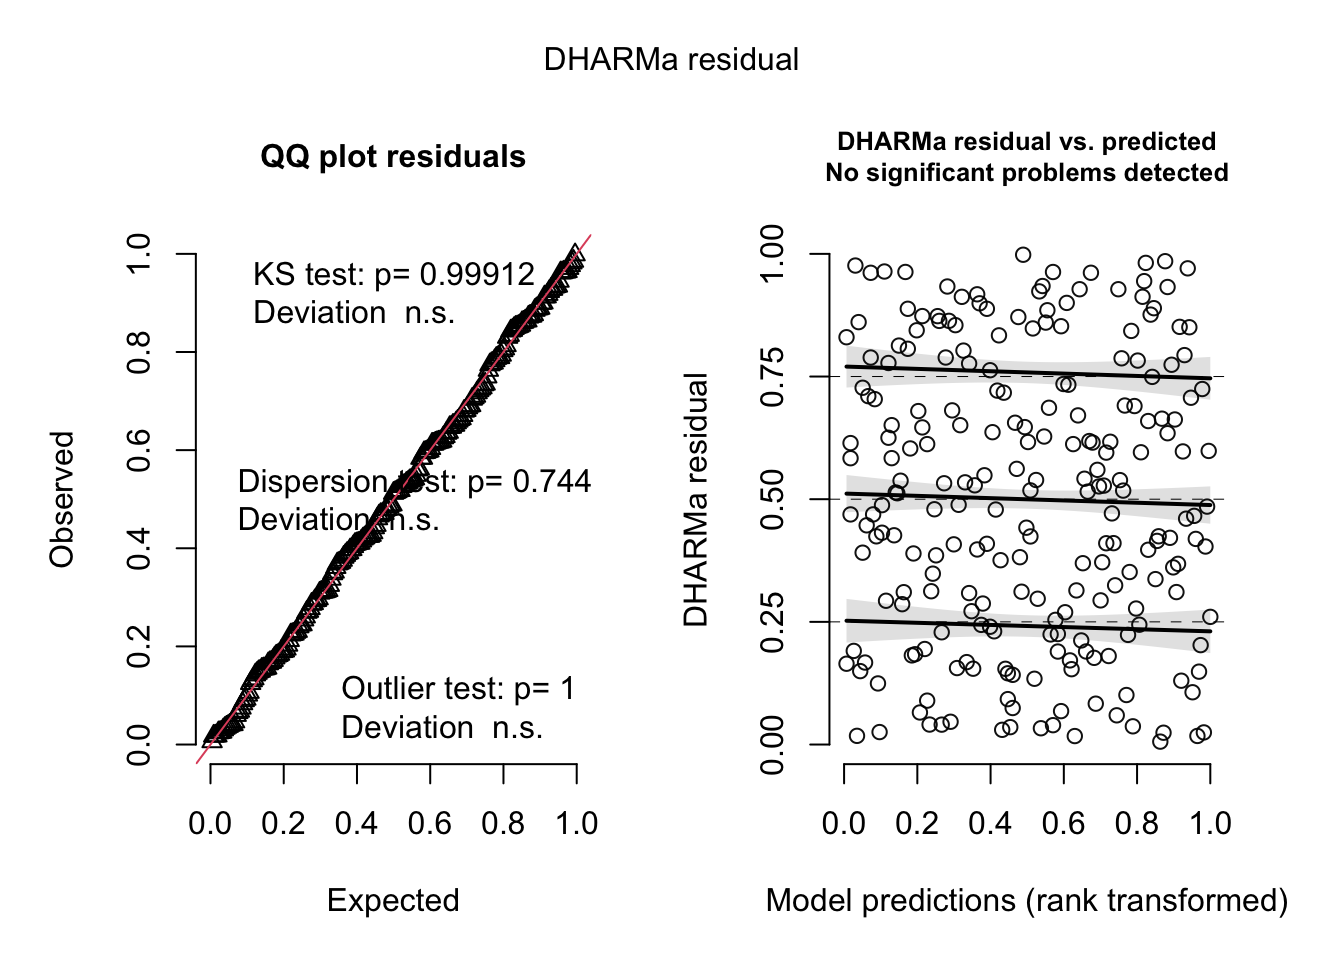 DHARMa residual
QQ plot residuals
KS test: p= 0.99912
Deviation  n.s.
Dispersion test: p= 0.744
Deviation n.s.
Outlier test: p= 1
Deviation  n.s.
Observed
0.0 0.2 0.4 0.6 0.8 1.0
0.0 0.2 0.4 0.6 0.8 1.0
Expected
DHARMa residual vs. predicted
No significant problems detected
DHARMa residual
0.00 0.25 0.50 0.75 1.00
0.0 0.2 0.4 0.6 0.8 1.0
Model predictions (rank transformed)